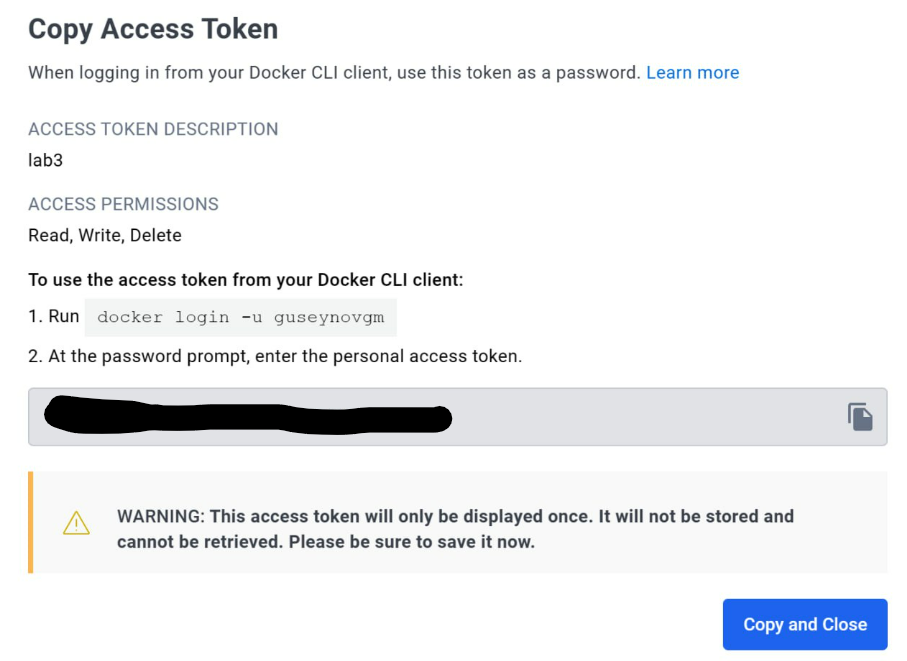 Copy Access Token
When logging in from your Docker CLI client, use this token as a password. Learn more
ACCESS TOKEN DESCRIPTION
lab3
ACCESS PERMISSIONS
Read, Write, Delete
To use the access token from your Docker CLI client:
1. Run docker login -u guseynovgm
2. At the password prompt, enter the personal access token.
WARNING: This access token will only be displayed once. It will not be stored and
cannot be retrieved. Please be sure to save it now.
Copy and Close